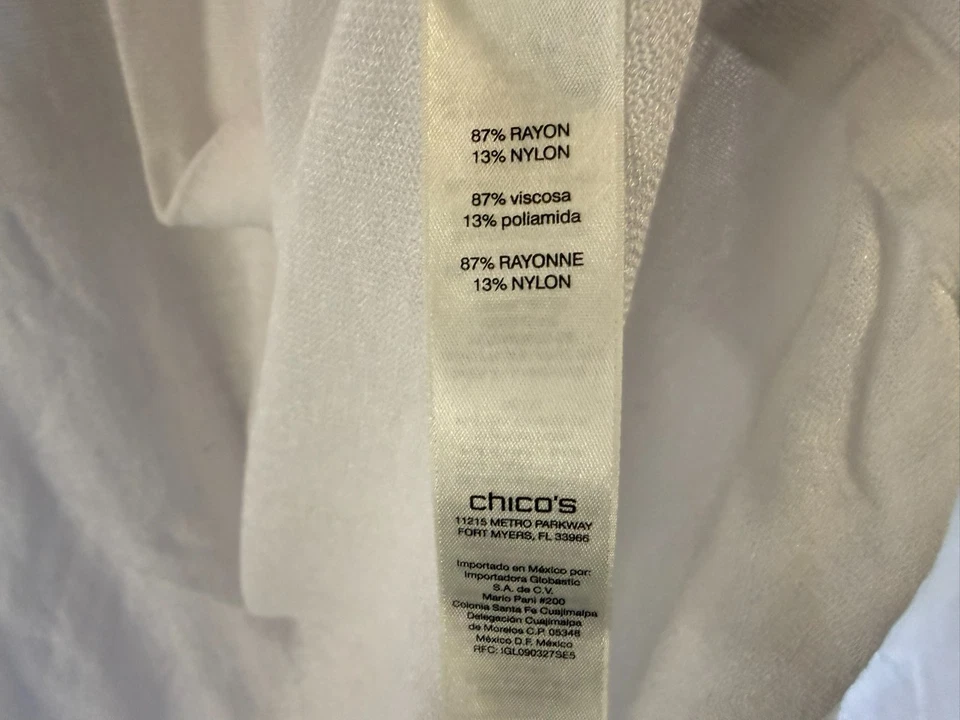 87% RAYON
13% NYLON
87% viscosa
13% poliamida
87% RAYONNE
13% NYLON
chico's
11215 METRO PARKWAY
FORT MYERS, FL 33966
Importado en México por:
Importadora Globastic
S.A. de C.V.
Mario Pani #200
Colonia Santa Fe Cuajimalpa
Delegación Cuajimalpa
de Morelos C.P. 05348
México D.F. México
RFC: IGL090327SE5